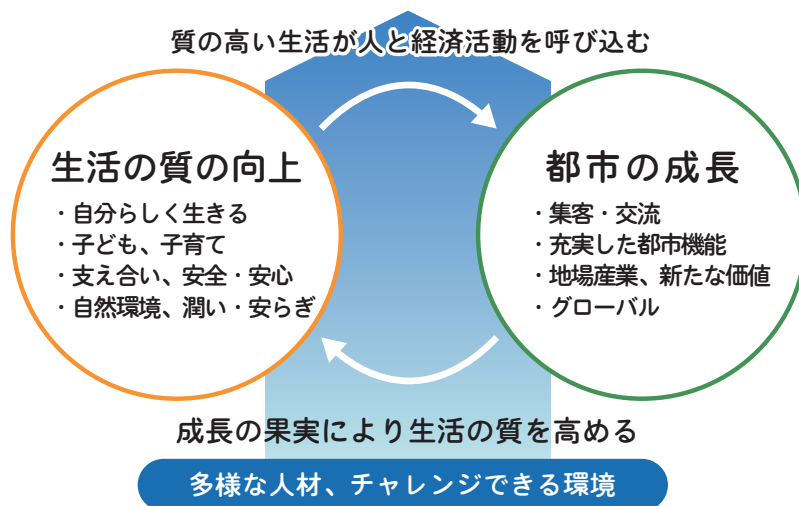 質の高い生活が人と経済活動を呼び込む
生活の質の向上
・自分らしく生きる
・子ども、子育て
・支え合い、安全・安心
・自然環境、潤い・安らぎ
都市の成長
・集客・交流
・充実した都市機能
・地場産業、新たな価値
・グローバル
成長の果実により生活の質を高める
多様な人材、チャレンジできる環境